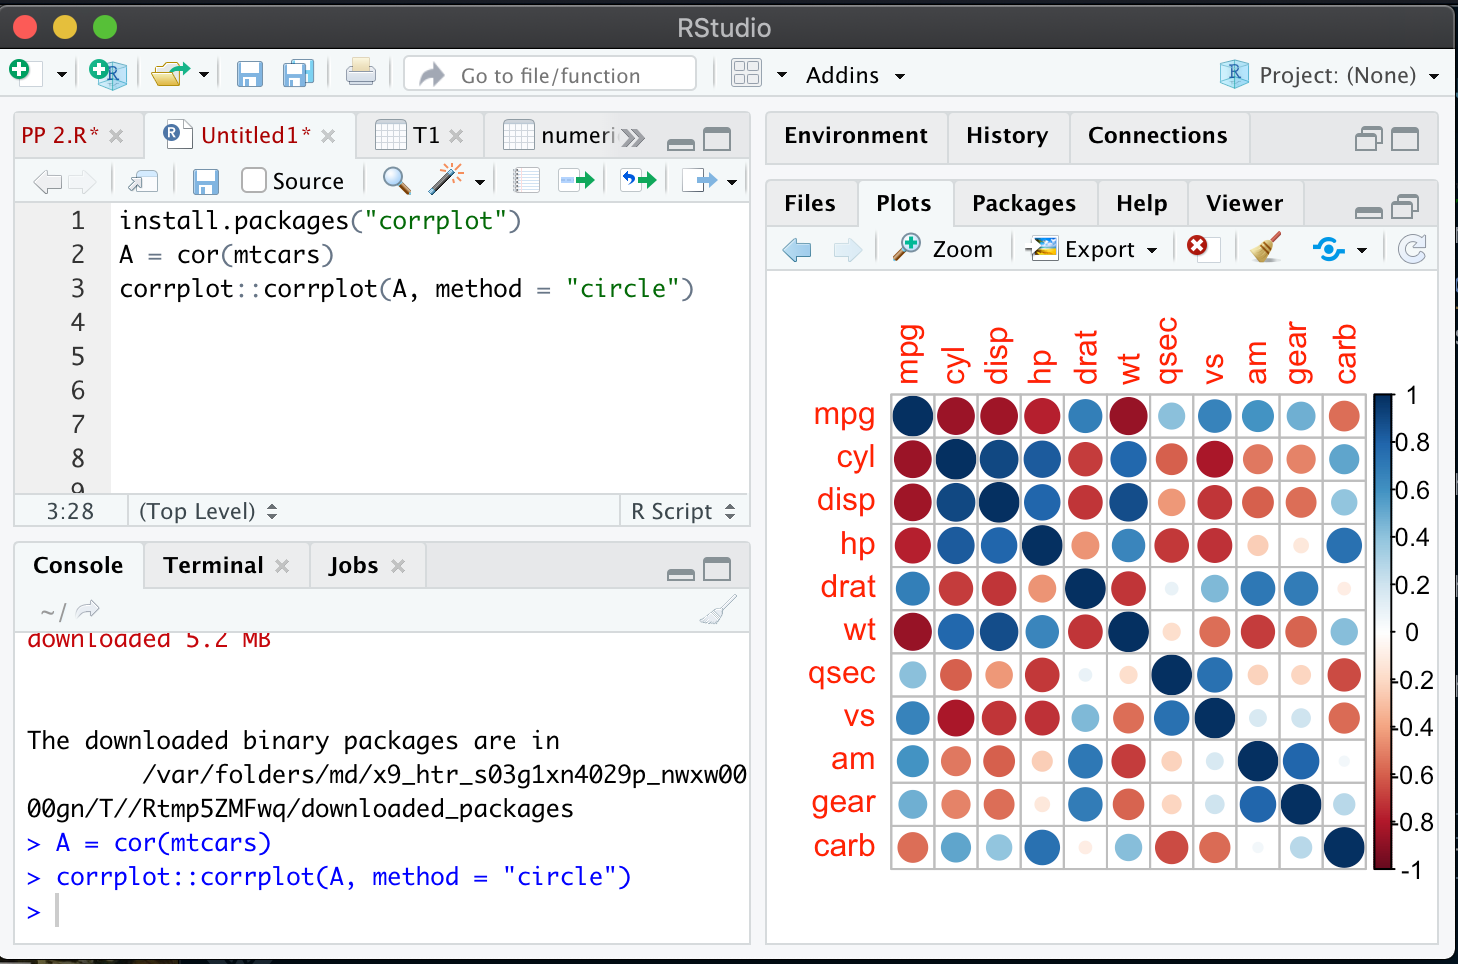 RStudio
Go to file/function
Addins
Project: (None)
PP 2.R*
Untitled1*
T1
Source
1 install.packages("corrplot")
2 A = cor(mtcars)
3 corrplot::corrplot(A, method = "circle")
4
5
6
7
8
9
3:28 (Top Level) R Script
Console Terminal Jobs
~/
downloaded 5.2 MB
The downloaded binary packages are in
/var/folders/md/x9_htr_s03g1xn4029p_nwxw00
00gn/T//Rtmp5ZMFwq/downloaded_packages
> A = cor(mtcars)
> corrplot::corrplot(A, method = "circle")
>
Environment History Connections
Files Plots Packages Help Viewer
Zoom Export
mpg cyl disp hp drat wt qsec vs am gear carb
mpg
cyl
disp
hp
drat
wt
qsec
vs
am
gear
carb
1
0.8
0.6
0.4
0.2
0
-0.2
-0.4
-0.6
-0.8
-1